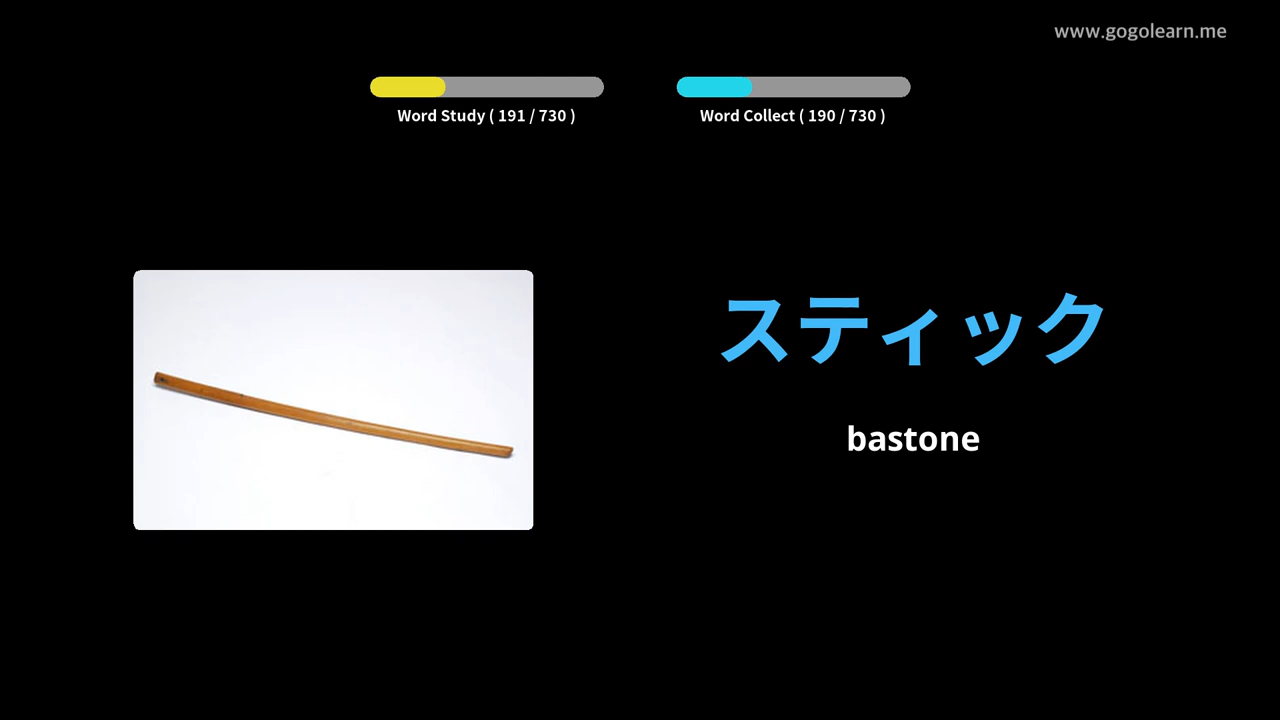 www.gogolearn.me
Word Study ( 191 / 730 )
Word Collect ( 190 / 730 )
スティック
bastone